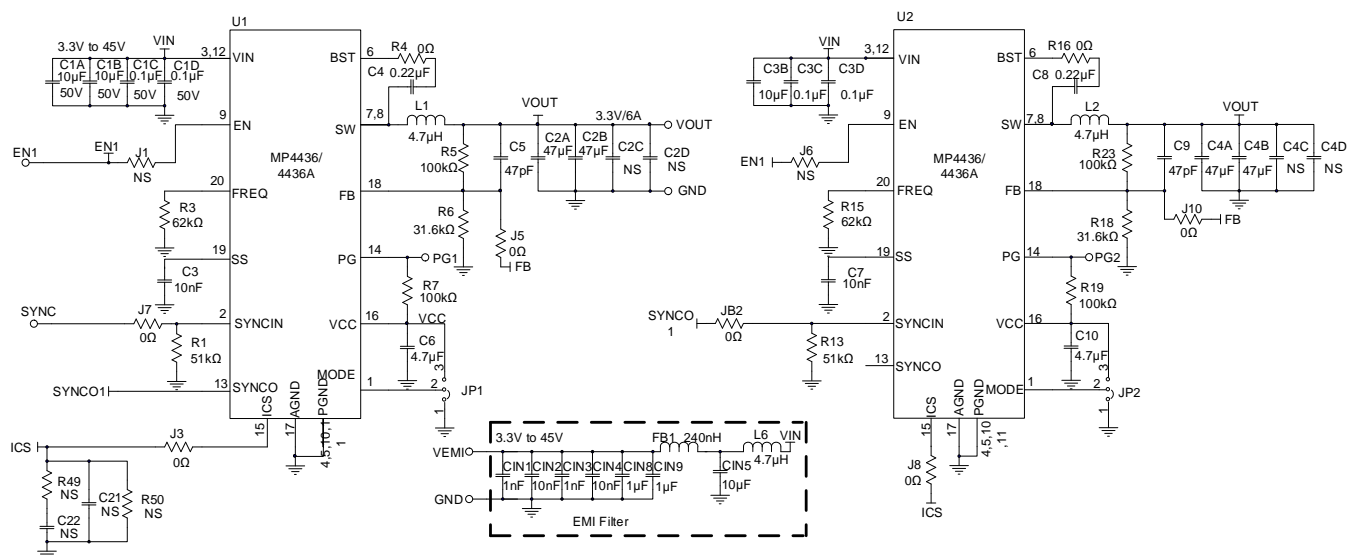 U1
3.3V to 45V
VIN
C1A
C1B
C1C
C1D
10µF
10µF
0.1µF
0.1µF
50V
50V
50V
50V
3,12
VIN
BST
6
R4
0Ω
C4
0.22µF
9
EN
EN1
EN1
J1
NS
7,8
SW
L1
4.7µH
VOUT
3.3V/6A
VOUT
R5
100kΩ
C5
47pF
C2A
47µF
C2B
47µF
C2C
NS
C2D
NS
GND
MP4436/
4436A
20
FREQ
R3
62kΩ
FB
18
R6
31.6kΩ
J5
0Ω
FB
19
SS
C3
10nF
PG
14
PG1
R7
100kΩ
SYNC
J7
0Ω
2
SYNCIN
R1
51kΩ
VCC
16
VCC
C6
4.7µF
SYNCO1
13
SYNCO
MODE
1
3
2
1
JP1
ICS
15
AGND
17
PGND
4,5,10,1
1
ICS
J3
0Ω
R49
NS
C21
NS
R50
NS
C22
NS
VEMI
3.3V to 45V
FB1 240nH
L6
VIN
4.7µH
CIN1
1nF
CIN2
10nF
CIN3
1nF
CIN4
10nF
CIN8
1µF
CIN9
1µF
CIN5
10µF
GND
EMI Filter
U2
VIN
C3B
C3C
C3D
10µF
0.1µF
0.1µF
3,12
VIN
BST
6
R16 0Ω
C8
0.22µF
9
EN
EN1
J6
NS
7,8
SW
L2
4.7µH
VOUT
R23
100kΩ
C9
47pF
C4A
47µF
C4B
47µF
C4C
NS
C4D
NS
MP4436/
4436A
20
FREQ
R15
62kΩ
FB
18
R18
31.6kΩ
J10
0Ω
FB
19
SS
C7
10nF
PG
14
PG2
R19
100kΩ
SYNCO
1
JB2
0Ω
2
SYNCIN
R13
51kΩ
VCC
16
C10
4.7µF
13
SYNCO
MODE
1
3
2
1
JP2
ICS
15
AGND
17
PGND
4,5,10
,11
J8
0Ω
ICS